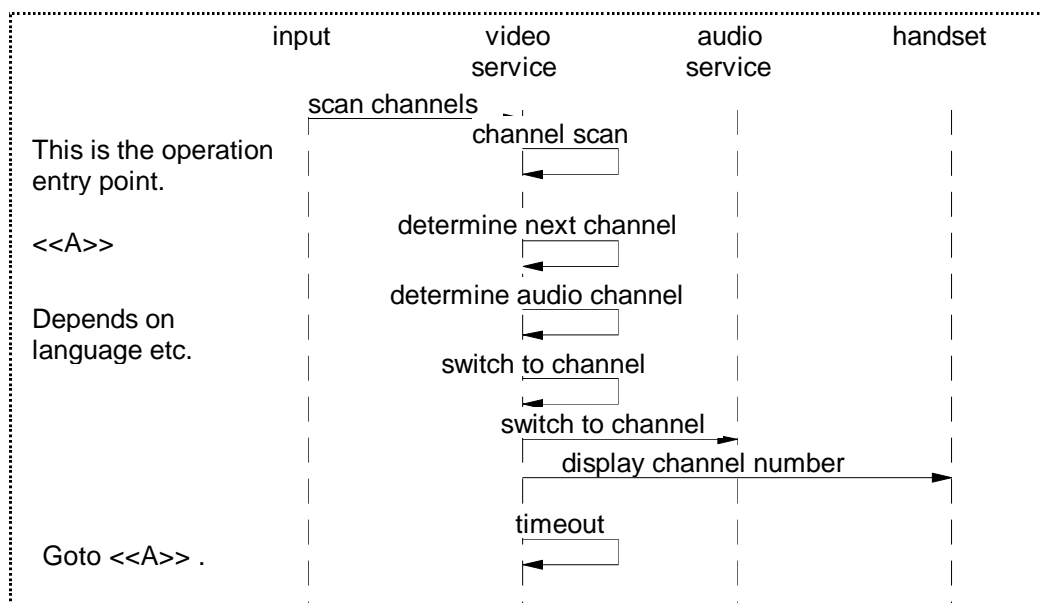 input
video
service
audio
service
handset
scan channels
channel scan
This is the operation
entry point.
determine next channel
<<A>>
determine audio channel
Depends on
language etc.
switch to channel
switch to channel
display channel number
timeout
Goto <<A>> .